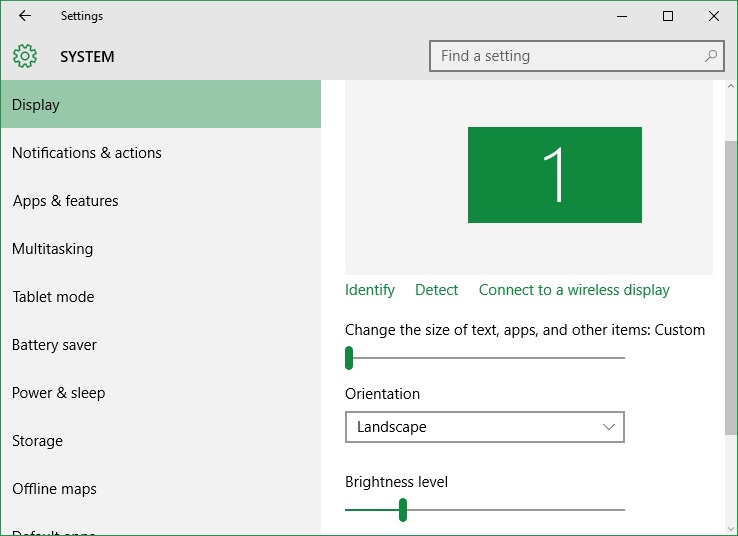 Settings
SYSTEM
Find a setting
Display
Notifications & actions
Apps & features
Multitasking
Tablet mode
Battery saver
Power & sleep
Storage
Offline maps
Default apps
1
Identify Detect Connect to a wireless display
Change the size of text, apps, and other items: Custom
Orientation
Landscape
Brightness level